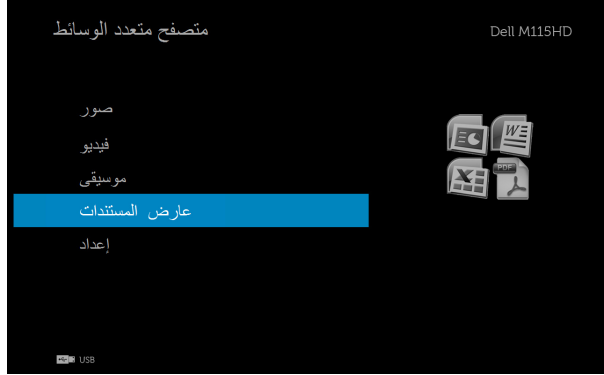 متصفح متعدد الوسائط
Dell M115HD
صور
فيديو
موسيقى
عارض المستندات
إعداد
W
X
PDF
USB